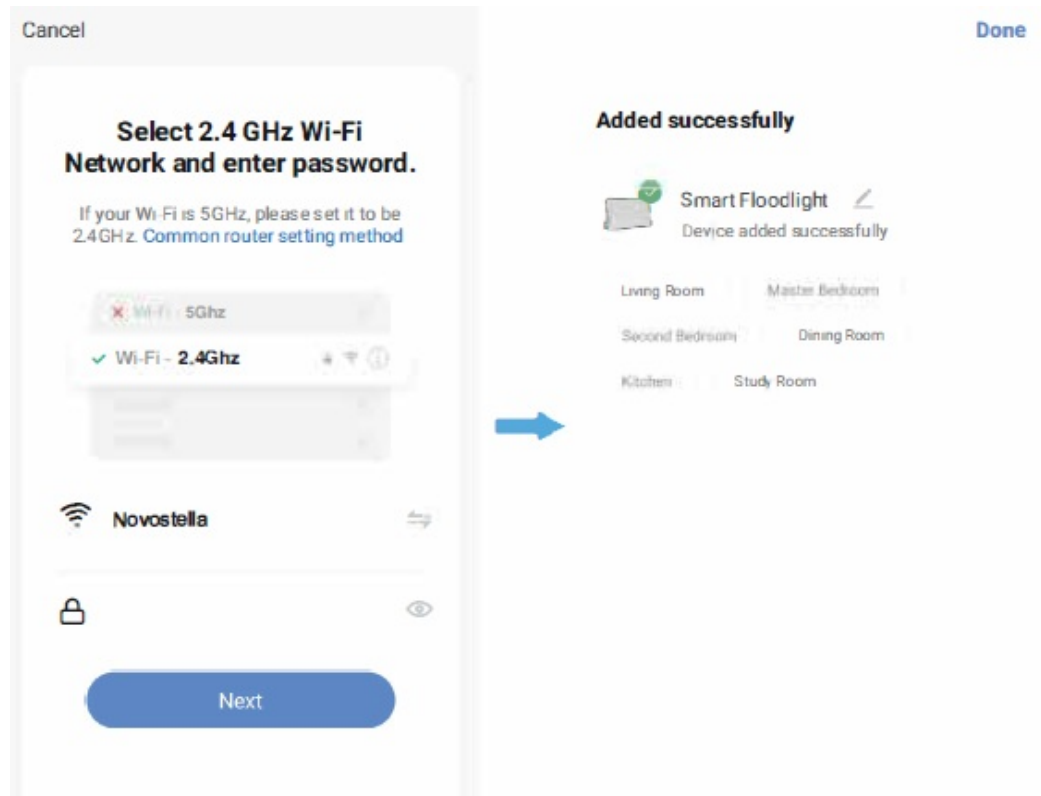 Cancel
Select 2.4 GHz Wi-Fi
Network and enter password.
If your Wi-Fi is 5GHz, please set it to be
2.4GHz. Common router setting method
Wi-Fi - 5Ghz
Wi-Fi - 2.4Ghz
Novostella
Next
Done
Added successfully
Smart Floodlight
Device added successfully
Living Room Master Bedroom
Second Bedroom Dining Room
Kitchen Study Room